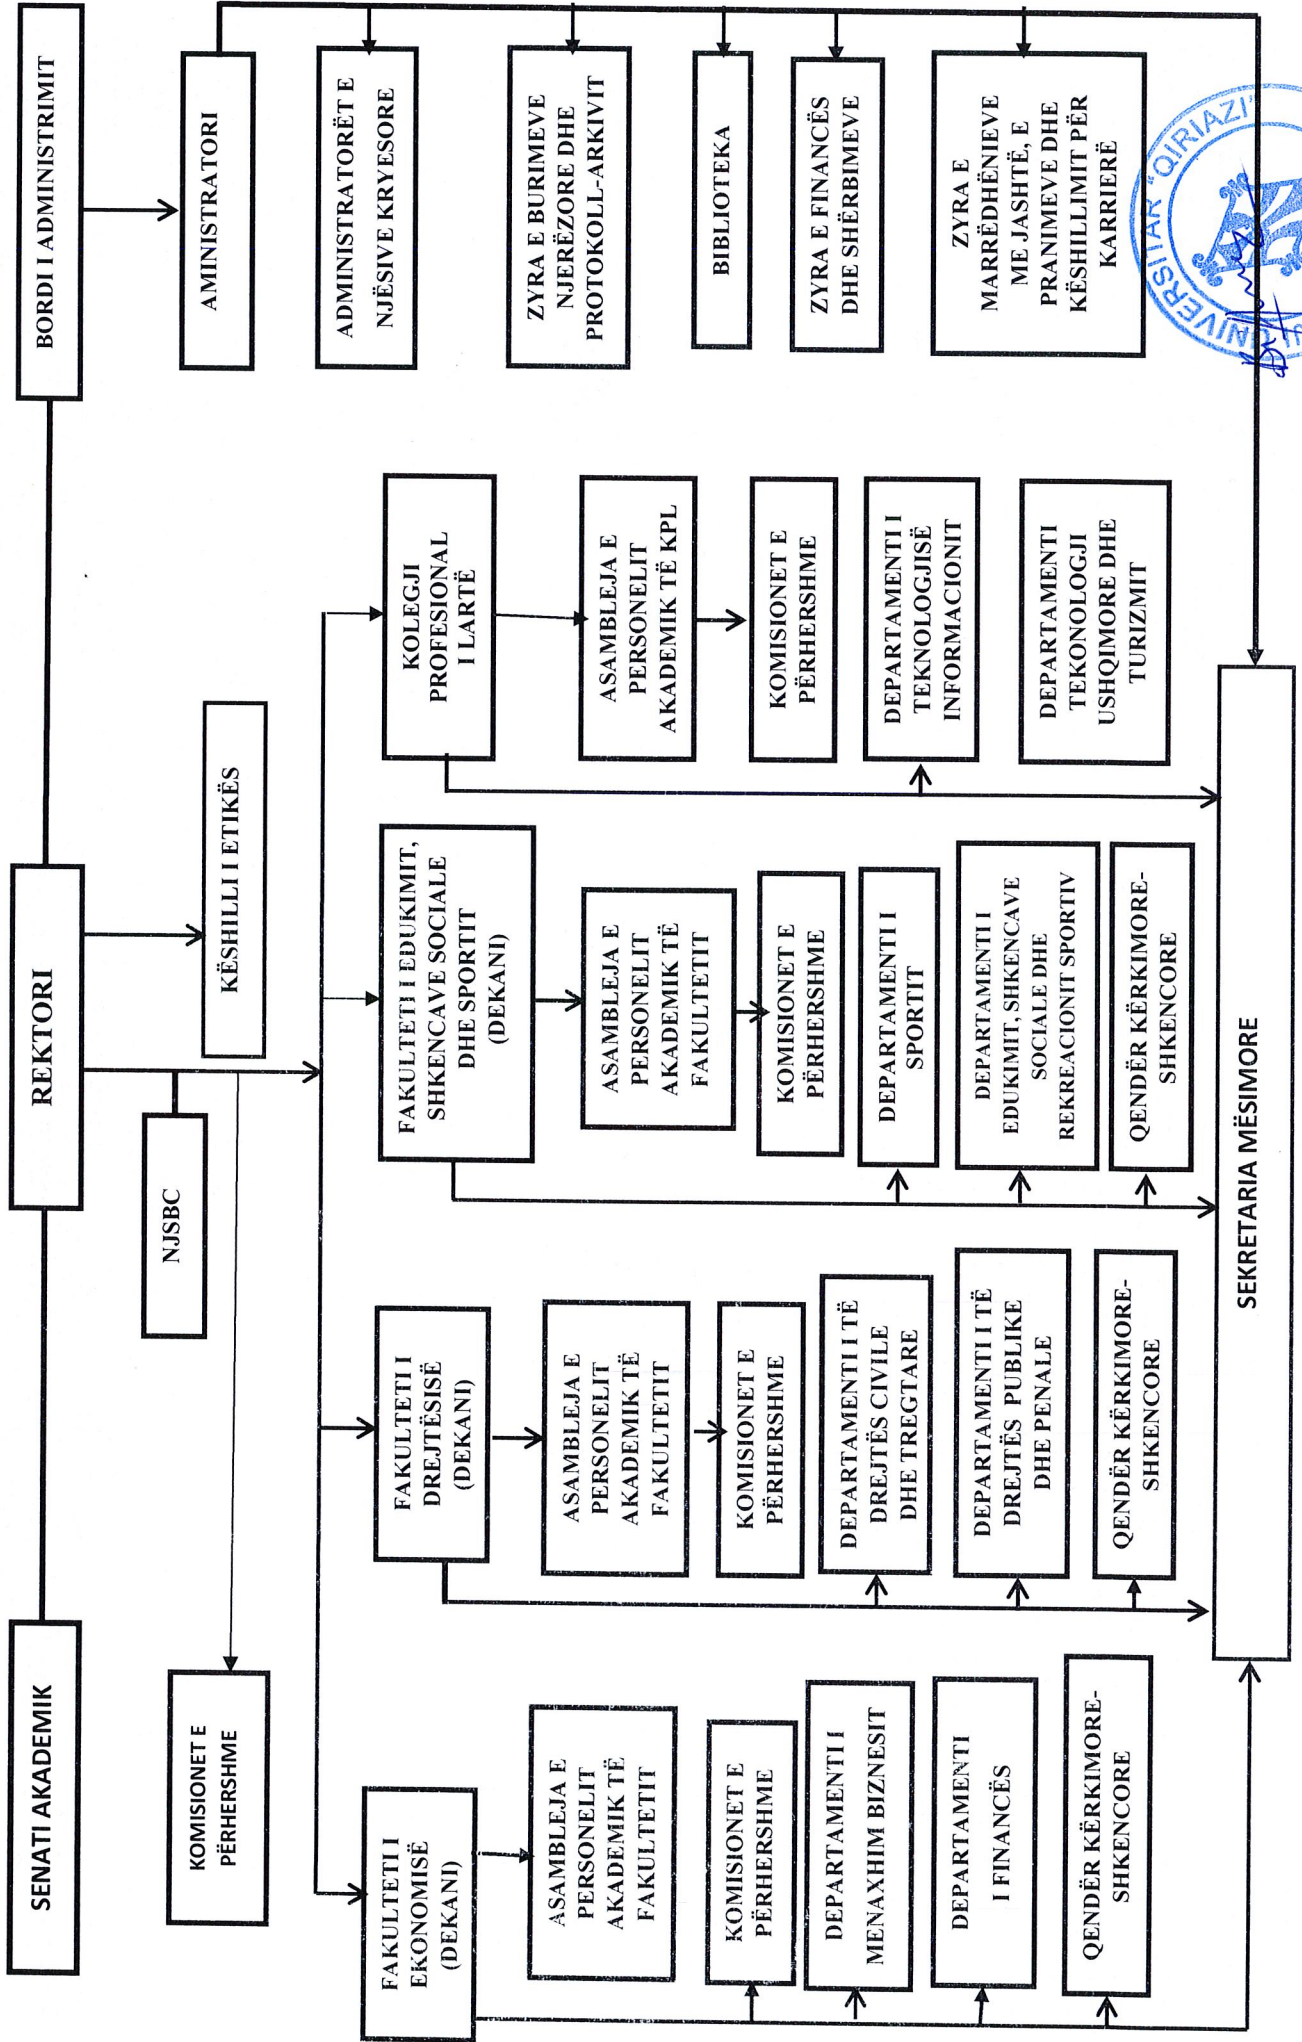 SENATI AKADEMIK
REKTORI
BORDI I ADMINISTRIMIT
KOMISIONET E
PËRHERSHME
NJSBC
KËSHILLI I ETIKËS
AMINISTRATORI
FAKULTETI I
EKONOMISË
(DEKANI)
ASAMBLEJA E
PERSONELIT
AKADEMIK TË
FAKULTETIT
KOMISIONET E
PËRHERSHME
DEPARTAMENTI I
MENAXHIM BIZNESIT
DEPARTAMENTI
I FINANCËS
QENDËR KËRKIMORE-
SHKENCORE
FAKULTETI I
DREJTËSISË
(DEKANI)
ASAMBLEJA E
PERSONELIT
AKADEMIK TË
FAKULTETIT
KOMISIONET E
PËRHERSHME
DEPARTAMENTI I TË
DREJTËS CIVILE
DHE TREGTARE
DEPARTAMENTI I TË
DREJTËS PUBLIKE
DHE PENALE
QENDËR KËRKIMORE-
SHKENCORE
FAKULTETI I EDUKIMIT,
SHKENCAVE SOCIALE
DHE SPORTIT
(DEKANI)
ASAMBLEJA E
PERSONELIT
AKADEMIK TË
FAKULTETIT
KOMISIONET E
PËRHERSHME
DEPARTAMENTI I
SPORTIT
DEPARTAMENTI I
EDUKIMIT, SHKENCAVE
SOCIALE DHE
REKREACIONIT SPORTIV
QENDËR KËRKIMORE-
SHKENCORE
KOLEGJI
PROFESIONAL
I LARTË
ASAMBLEJA E
PERSONELIT
AKADEMIK TË KPL
KOMISIONET E
PËRHERSHME
DEPARTAMENTI I
TEKNOLOGJISË
INFORMACIONIT
DEPARTAMENTI
TEKONOLOGJI
USHQIMORE DHE
TURIZMIT
ADMINISTRATORËT E
NJËSIVE KRYESORE
ZYRA E BURIMEVE
NJERËZORE DHE
PROTOKOLL-ARKIVIT
BIBLIOTEKA
ZYRA E FINANCËS
DHE SHËRBIMEVE
ZYRA E
MARRËDHËNIEVE
ME JASHTË, E
PRANIMEVE DHE
KËSHILLIMIT PËR
KARRIERË
SEKRETARIA MËSIMORE
UNIVERSITAR "QIRIAZI"